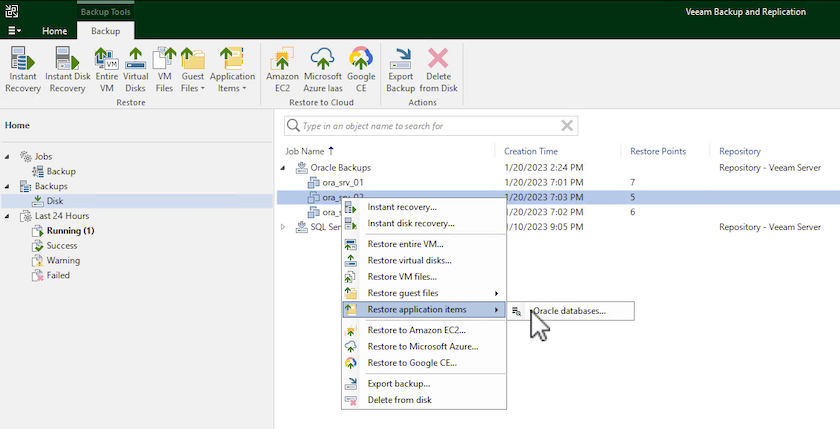 Backup Tools
Veeam Backup and Replication
Home
Backup
Instant Recovery
Instant Disk Recovery
Entire VM
Virtual Disks
VM Files
Guest Files
Application Items
Amazon EC2
Microsoft Azure Iaas
Google CE
Export Backup
Delete from Disk
Restore
Restore to Cloud
Actions
Home
Type in an object name to search for
Jobs
Backup
Backups
Disk
Last 24 Hours
Running (1)
Success
Warning
Failed
Job Name
Creation Time
Restore Points
Repository
Oracle Backups
1/20/2023 2:24 PM
Repository - Veeam Server
ora_srv_01
1/20/2023 7:01 PM
7
1/20/2023 7:03 PM
5
1/20/2023 7:02 PM
6
/10/2023 9:05 PM
Repository - Veeam Server
Instant recovery...
Instant disk recovery...
Restore entire VM...
Restore virtual disks...
Restore VM files...
Restore guest files
Restore application items
Oracle databases...
Restore to Amazon EC2...
Restore to Microsoft Azure...
Restore to Google CE...
Export backup...
Delete from disk